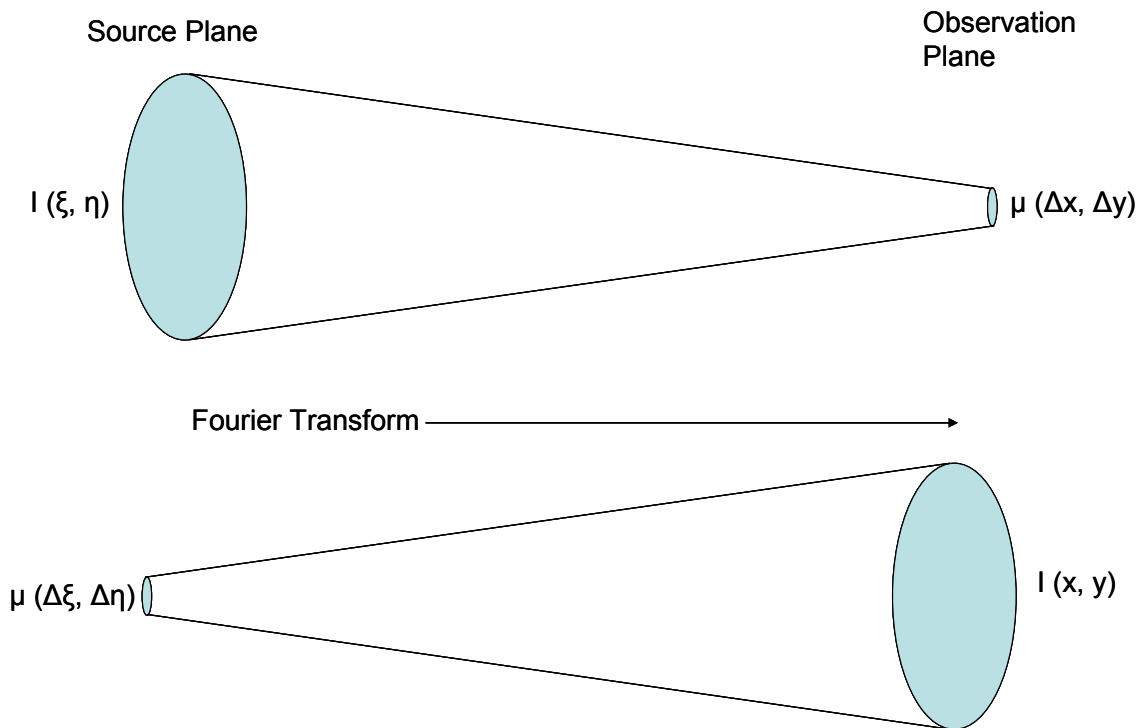 Source Plane
Observation
Plane
I (ξ, η)
μ (Δx, Δy)
Fourier Transform
μ (Δξ, Δη)
I (x, y)